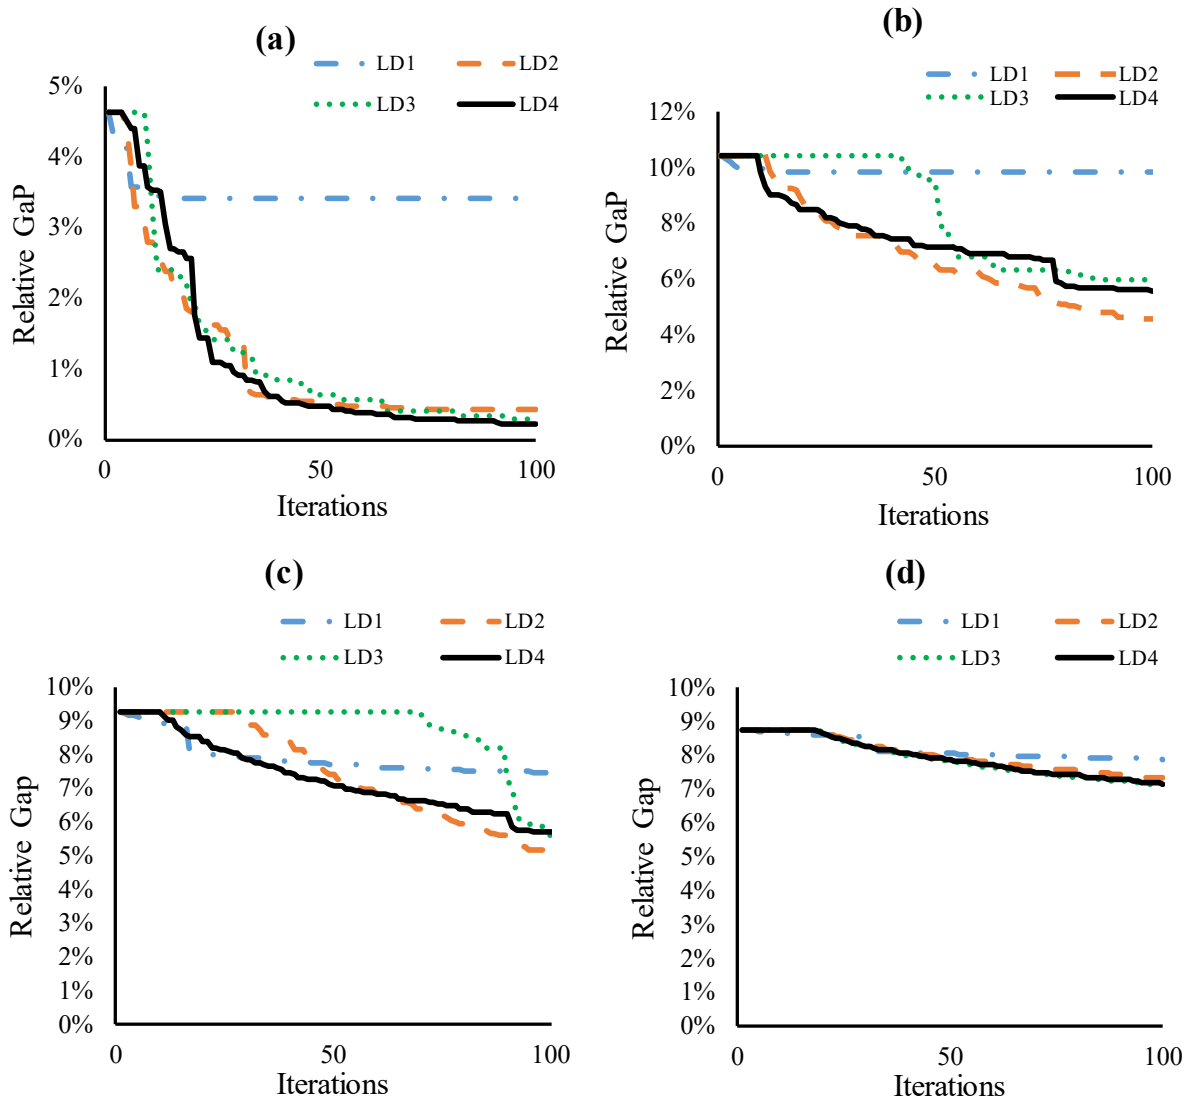 (a)
LD1 LD2
LD3 LD4
5%
4%
3%
2%
1%
0%
Relative GaP
0 50 100
Iterations
(b)
LD1 LD2
LD3 LD4
12%
10%
8%
6%
4%
2%
0%
Relative GaP
0 50 100
Iterations
(c)
LD1 LD2
LD3 LD4
10%
9%
8%
7%
6%
5%
4%
3%
2%
1%
0%
Relative Gap
0 50 100
Iterations
(d)
LD1 LD2
LD3 LD4
10%
9%
8%
7%
6%
5%
4%
3%
2%
1%
0%
Relative Gap
0 50 100
Iterations